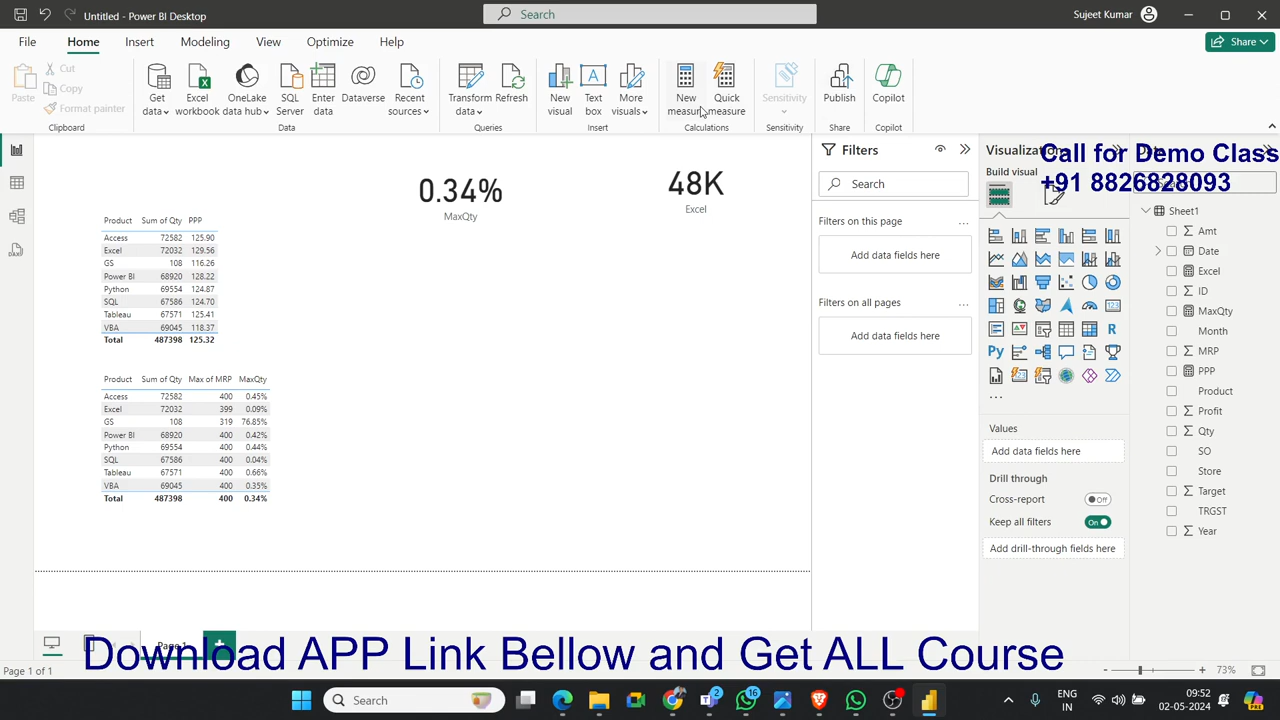 Untitled - Power BI Desktop
Search
Sujeet Kumar
File
Home
Insert
Modeling
View
Optimize
Help
Share
Paste
Cut
Copy
Format painter
Clipboard
Get data
Excel workbook
OneLake data hub
SQL Server
Enter data
Dataverse
Recent sources
Data
Transform data
Refresh
Queries
New visual
Text box
More visuals
Insert
New measure
Quick measure
Calculations
Sensitivity
Sensitivity
Publish
Share
Copilot
Copilot
0.34%
MaxQty
48K
Excel
Product Sum of Qty PPP
Access 72582 125.90
Excel 72032 129.56
GS 108 116.26
Power BI 68920 128.22
Python 69554 124.87
SQL 67586 124.70
Tableau 67571 125.41
VBA 69045 118.37
Total 487398 125.32
Product Sum of Qty Max of MRP MaxQty
Access 72582 400 0.45%
Excel 72032 399 0.09%
GS 108 319 76.85%
Power BI 68920 400 0.42%
Python 69554 400 0.44%
SQL 67586 400 0.04%
Tableau 67571 400 0.66%
VBA 69045 400 0.35%
Total 487398 400 0.34%
Filters
Search
Filters on this page
Add data fields here
Filters on all pages
Add data fields here
Call for Demo Class
+91 8826828093
Build visual
R
Py
Values
Add data fields here
Drill through
Cross-report Off
Keep all filters On
Add drill-through fields here
Sheet1
Amt
Date
Excel
ID
MaxQty
Month
MRP
PPP
Product
Profit
Qty
SO
Store
Target
TRGST
Year
Download APP Link Bellow and Get ALL Course
Page 1 of 1
73%
Search
2
16
ENG
IN
09:52
02-05-2024